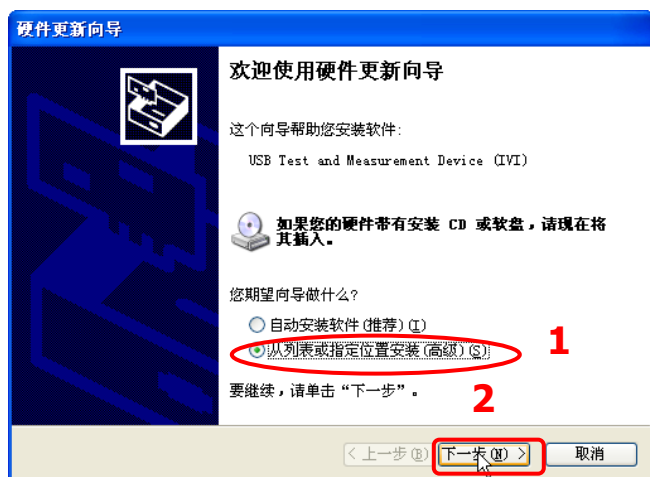 硬件更新向导
欢迎使用硬件更新向导
这个向导帮助您安装软件:
USB Test and Measurement Device (IVI)
如果您的硬件带有安装 CD 或软盘，请现在将
其插入。
您期望向导做什么?
自动安装软件(推荐)(I)
从列表或指定位置安装(高级)(S)
1
要继续，请单击“下一步”。
2
< 上一步(B)
下一步(N) >
取消